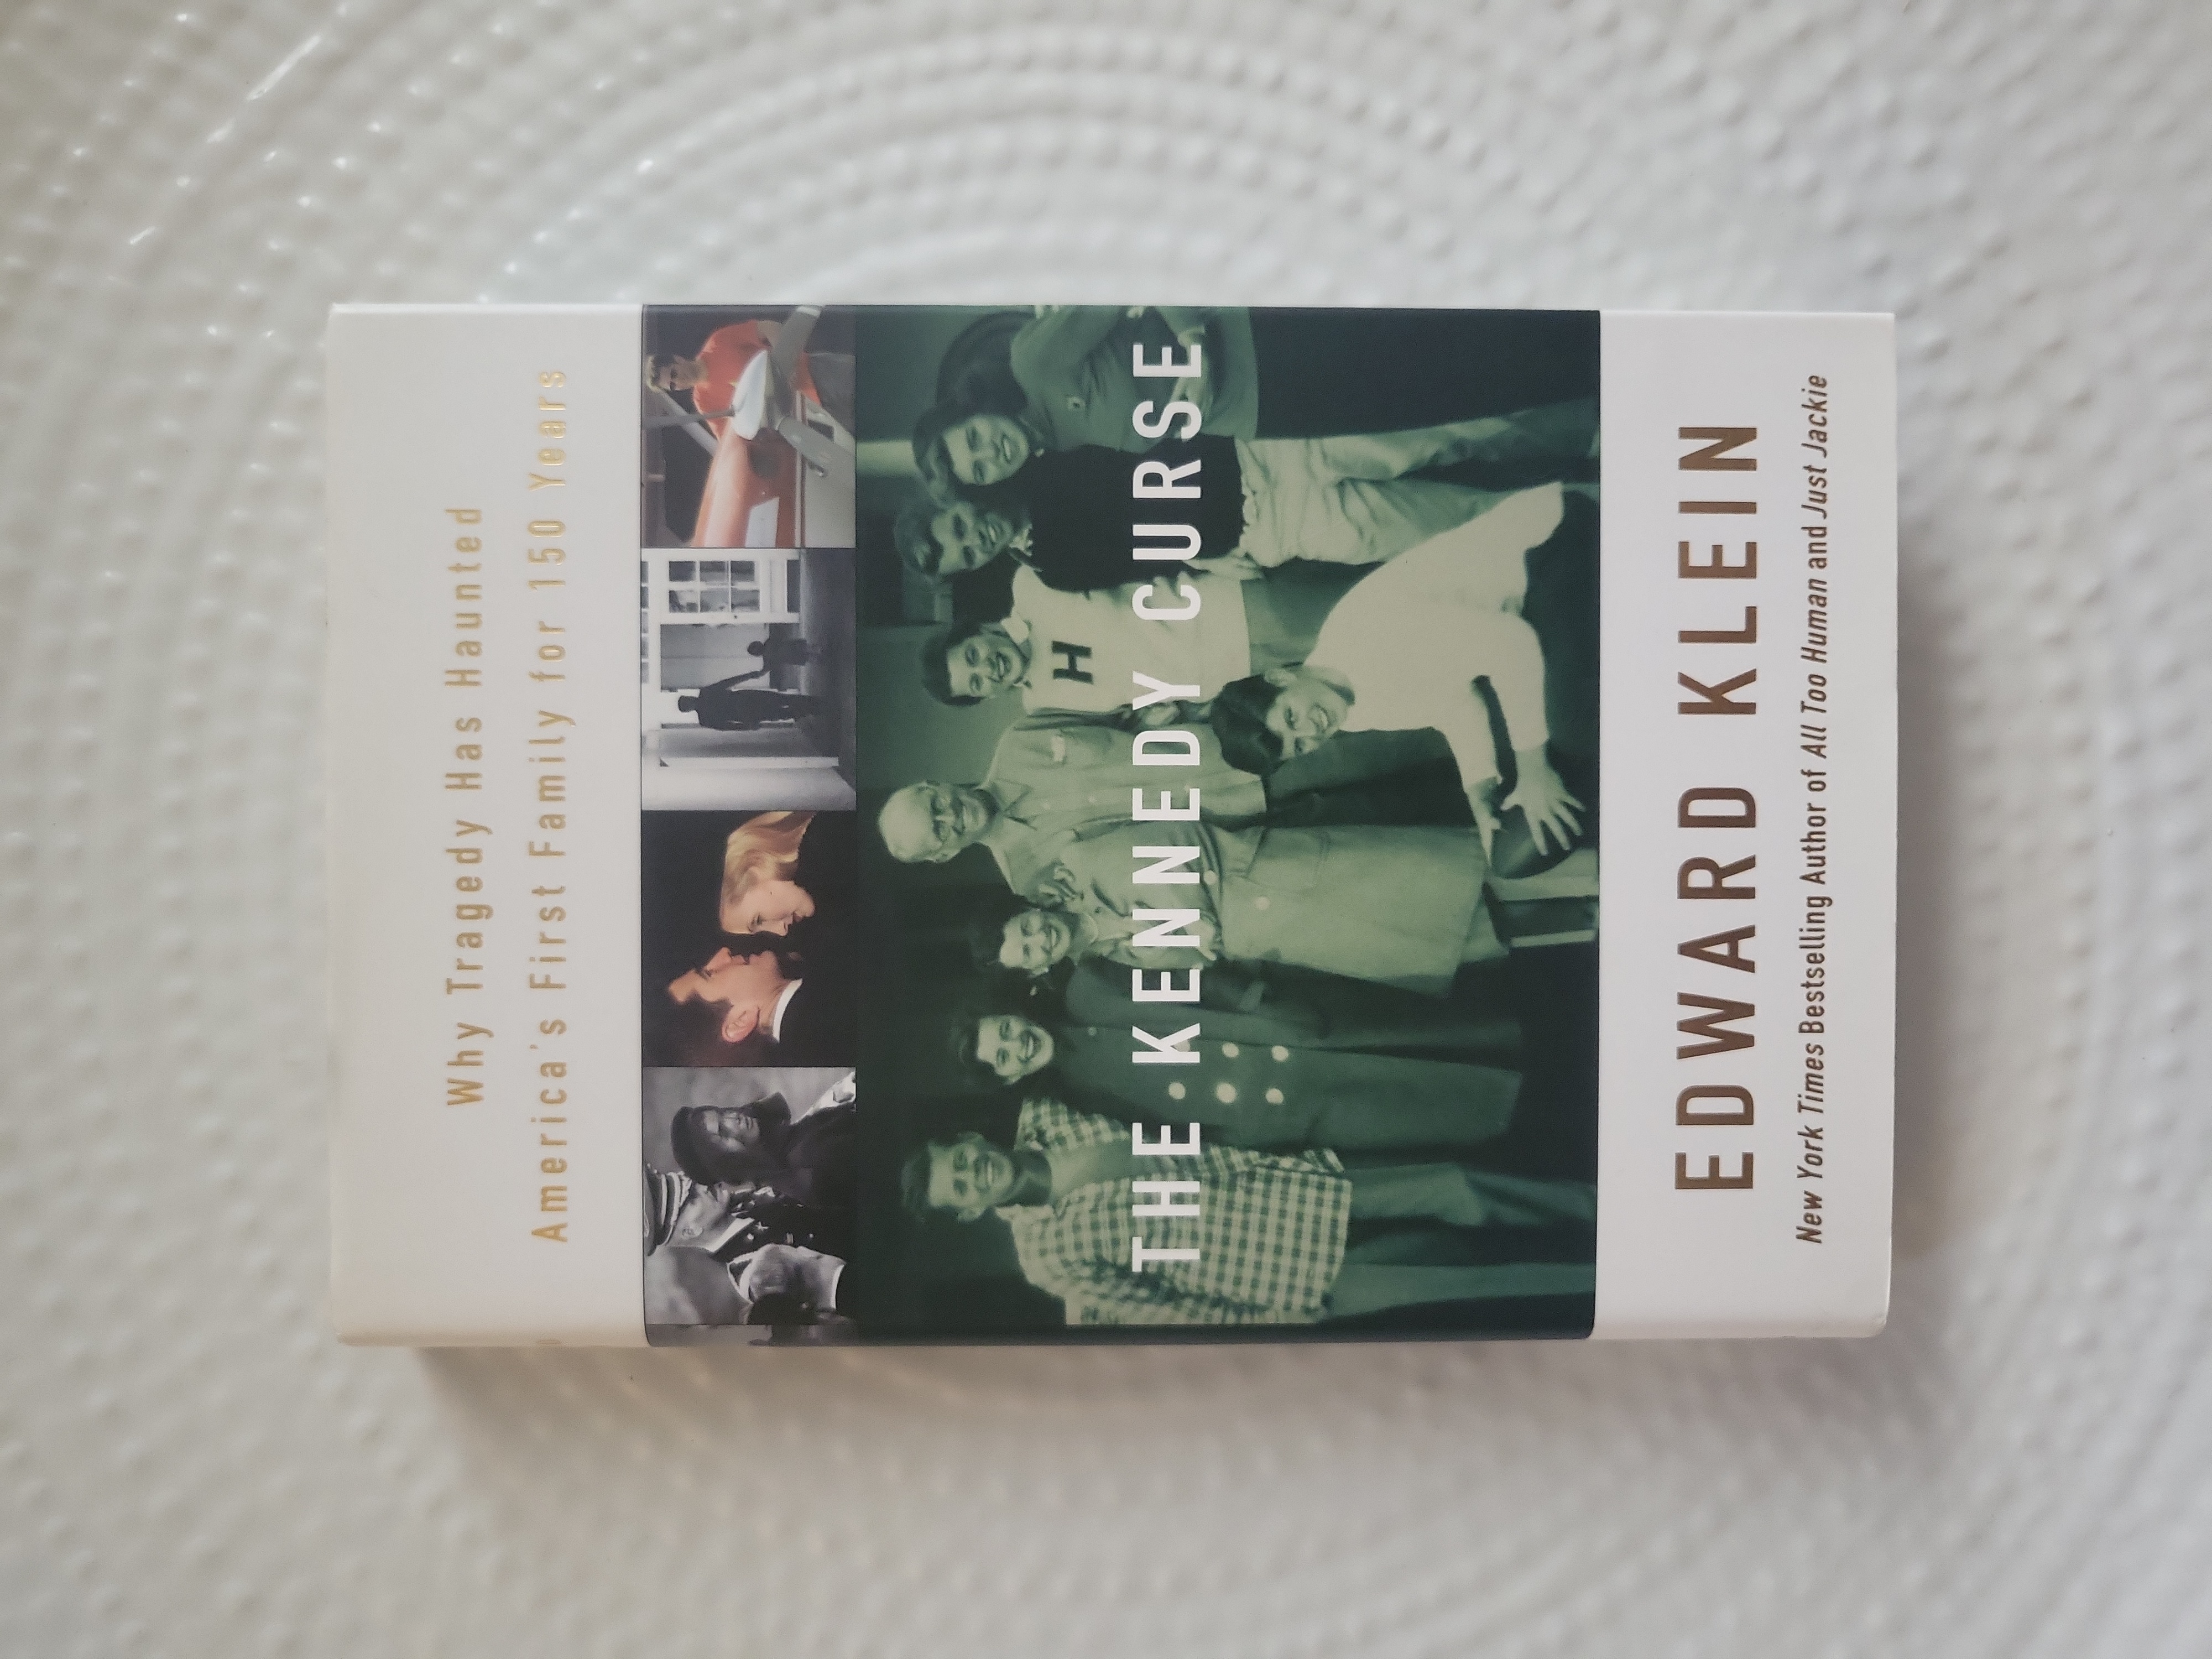 Why Tragedy Has Haunted
America's First Family for 150 Years
H
THE KENNEDY CURSE
EDWARD KLEIN
New York Times Bestselling Author of All Too Human and Just Jackie